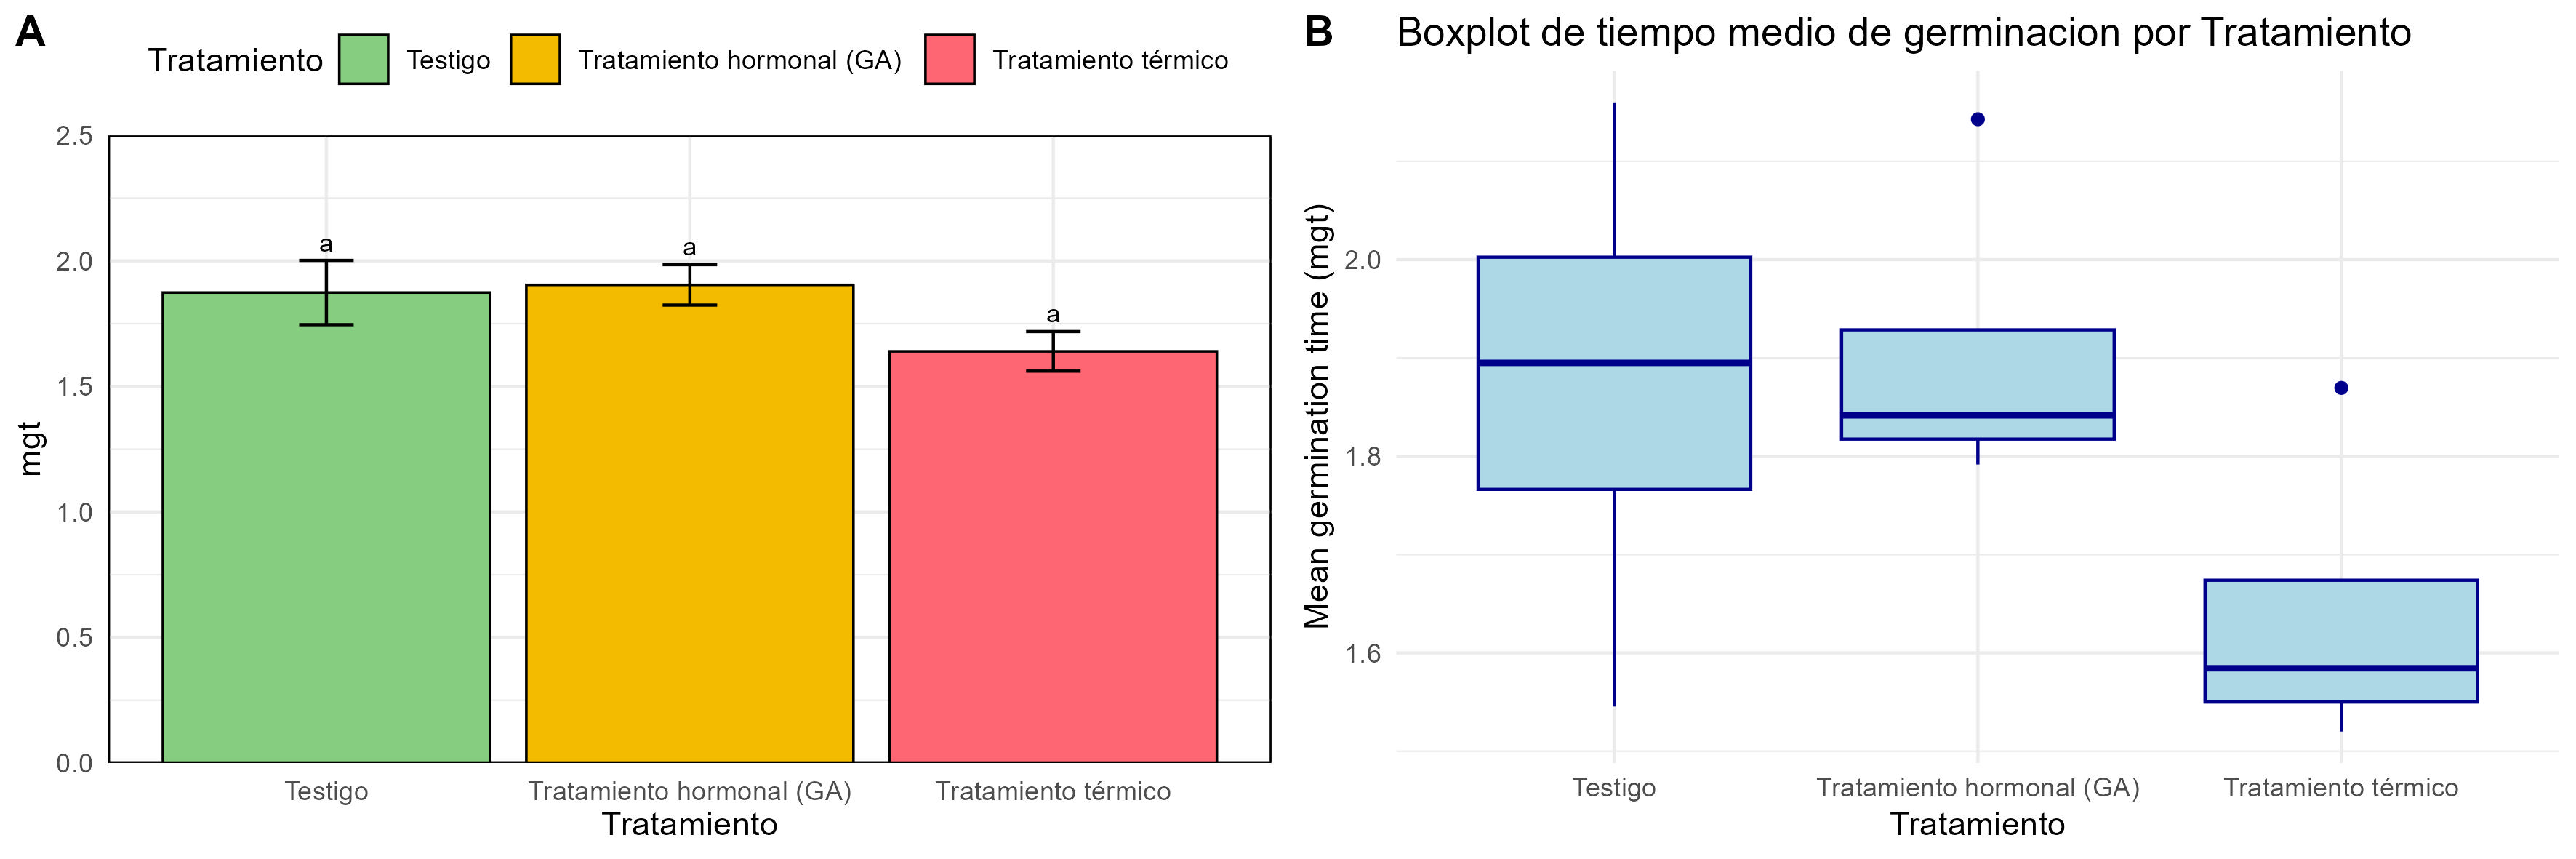 A
Tratamiento Testigo Tratamiento hormonal (GA) Tratamiento térmico
2.5
2.0
1.5
1.0
0.5
0.0
mgt
a a a
Testigo Tratamiento hormonal (GA) Tratamiento térmico
Tratamiento
B Boxplot de tiempo medio de germinacion por Tratamiento
Mean germination time (mgt)
2.0
1.8
1.6
Testigo Tratamiento hormonal (GA) Tratamiento térmico
Tratamiento